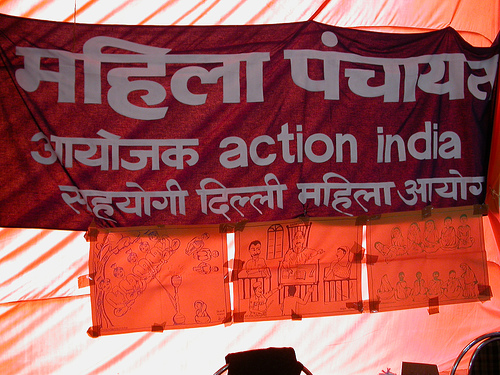 महिला पंचायत
आयोजक action india
सहयोगी दिल्ली महिला आयोग